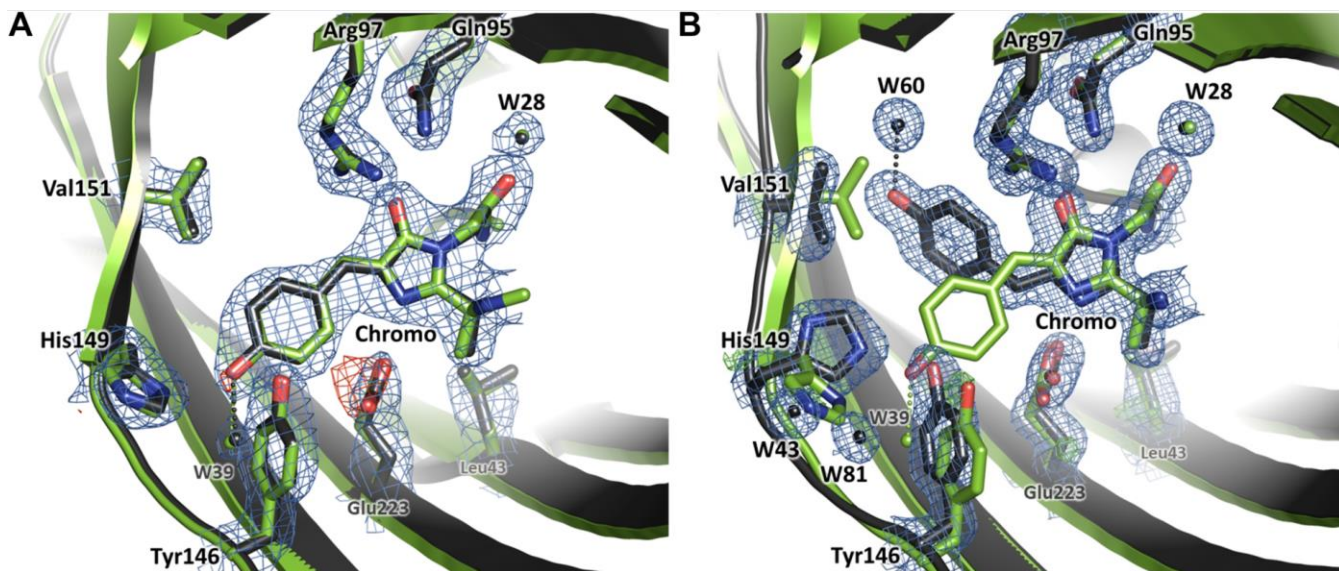 A
Arg97
Gln95
W28
Val151
His149
Chromo
W39
Glu223
Leu43
Tyr146
B
Arg97
Gln95
W60
W28
Val151
His149
Chromo
W39
W43
W81
Glu223
Leu43
Tyr146